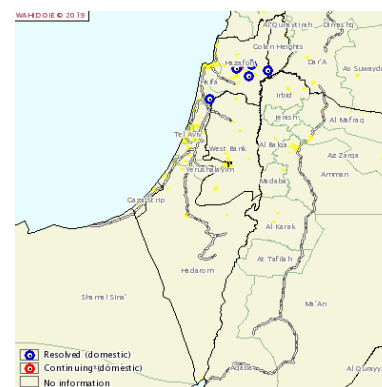 WAHID OIE © 2019
Al Qunaytirah
Dimashq
Golan Heights
Hazafon
Dar'A
As Suwayda
Haifa
Irbid
Jerash
Al Mafraq
Tel Aviv
West Bank
Al Balqa
Az Zarqa
Yerushalayim
Madaba
Amman
Gaza Strip
Al Karak
At Tafilah
Hadarom
Shamal Sina'
Ma'An
Aqaba
Al Qurayy
Resolved (domestic)
Continuing (domestic)
No information